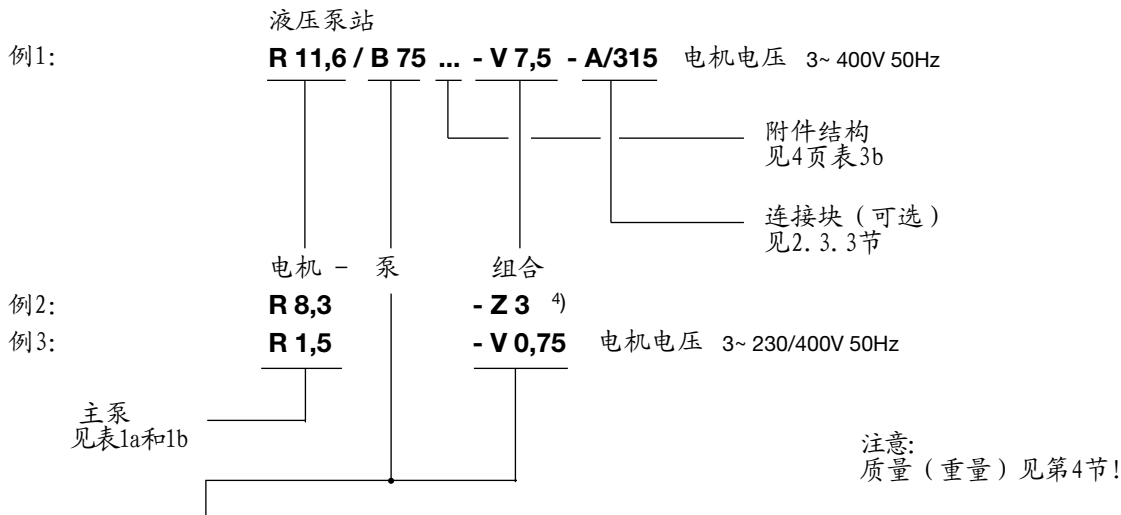 液压泵站
例1: R 11,6 / B 75 ... - V 7,5 - A/315 电机电压 3~ 400V 50Hz
附件结构
见4页表3b
连接块（可选）
见2.3.3节
电机 - 泵 组合
例2: R 8,3 - Z 3 4)
例3: R 1,5 - V 0,75 电机电压 3~ 230/400V 50Hz
主泵
见表1a和1b
注意:
质量（重量）见第4节!